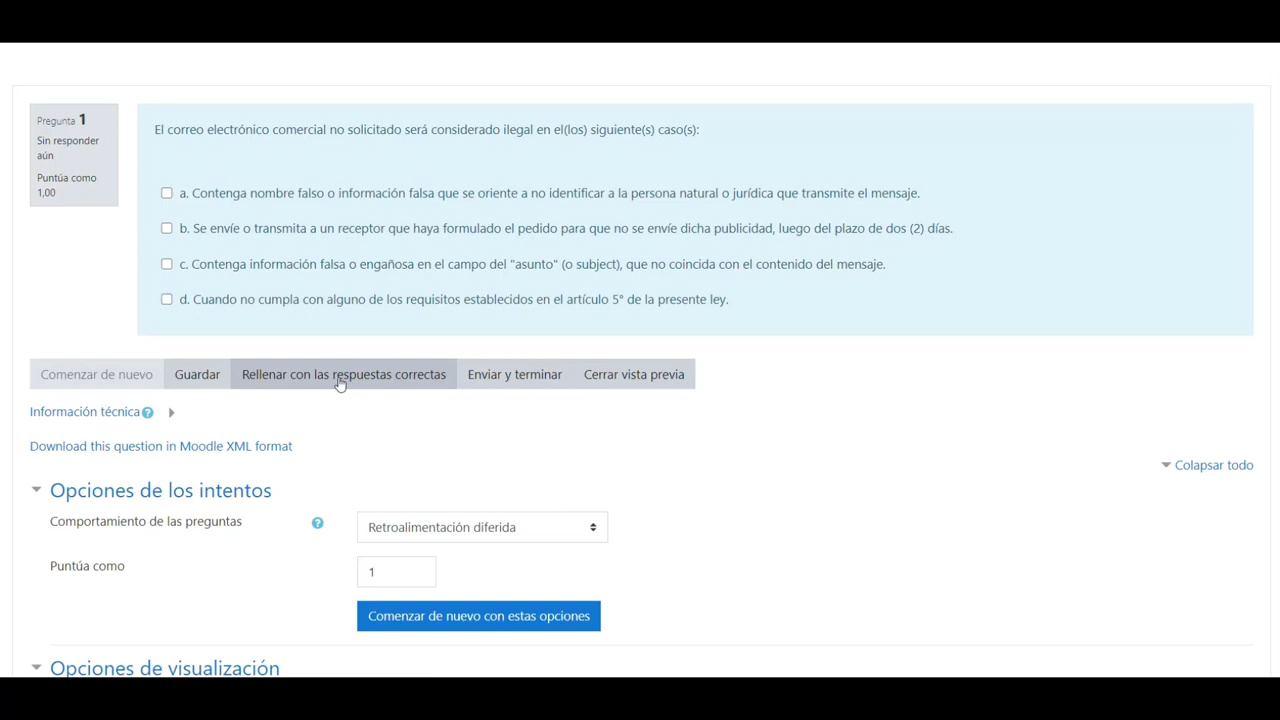 Pregunta 1
Sin responder
aún
Puntúa como
1,00
El correo electrónico comercial no solicitado será considerado ilegal en el(los) siguiente(s) caso(s):
a. Contenga nombre falso o información falsa que se oriente a no identificar a la persona natural o jurídica que transmite el mensaje.
b. Se envíe o transmita a un receptor que haya formulado el pedido para que no se envíe dicha publicidad, luego del plazo de dos (2) días.
c. Contenga información falsa o engañosa en el campo del "asunto" (o subject), que no coincida con el contenido del mensaje.
d. Cuando no cumpla con alguno de los requisitos establecidos en el artículo 5° de la presente ley.
Comenzar de nuevo Guardar Rellenar con las respuestas correctas Enviar y terminar Cerrar vista previa
Información técnica
Download this question in Moodle XML format
Colapsar todo
Opciones de los intentos
Comportamiento de las preguntas Retroalimentación diferida
Puntúa como 1
Comenzar de nuevo con estas opciones
Opciones de visualización